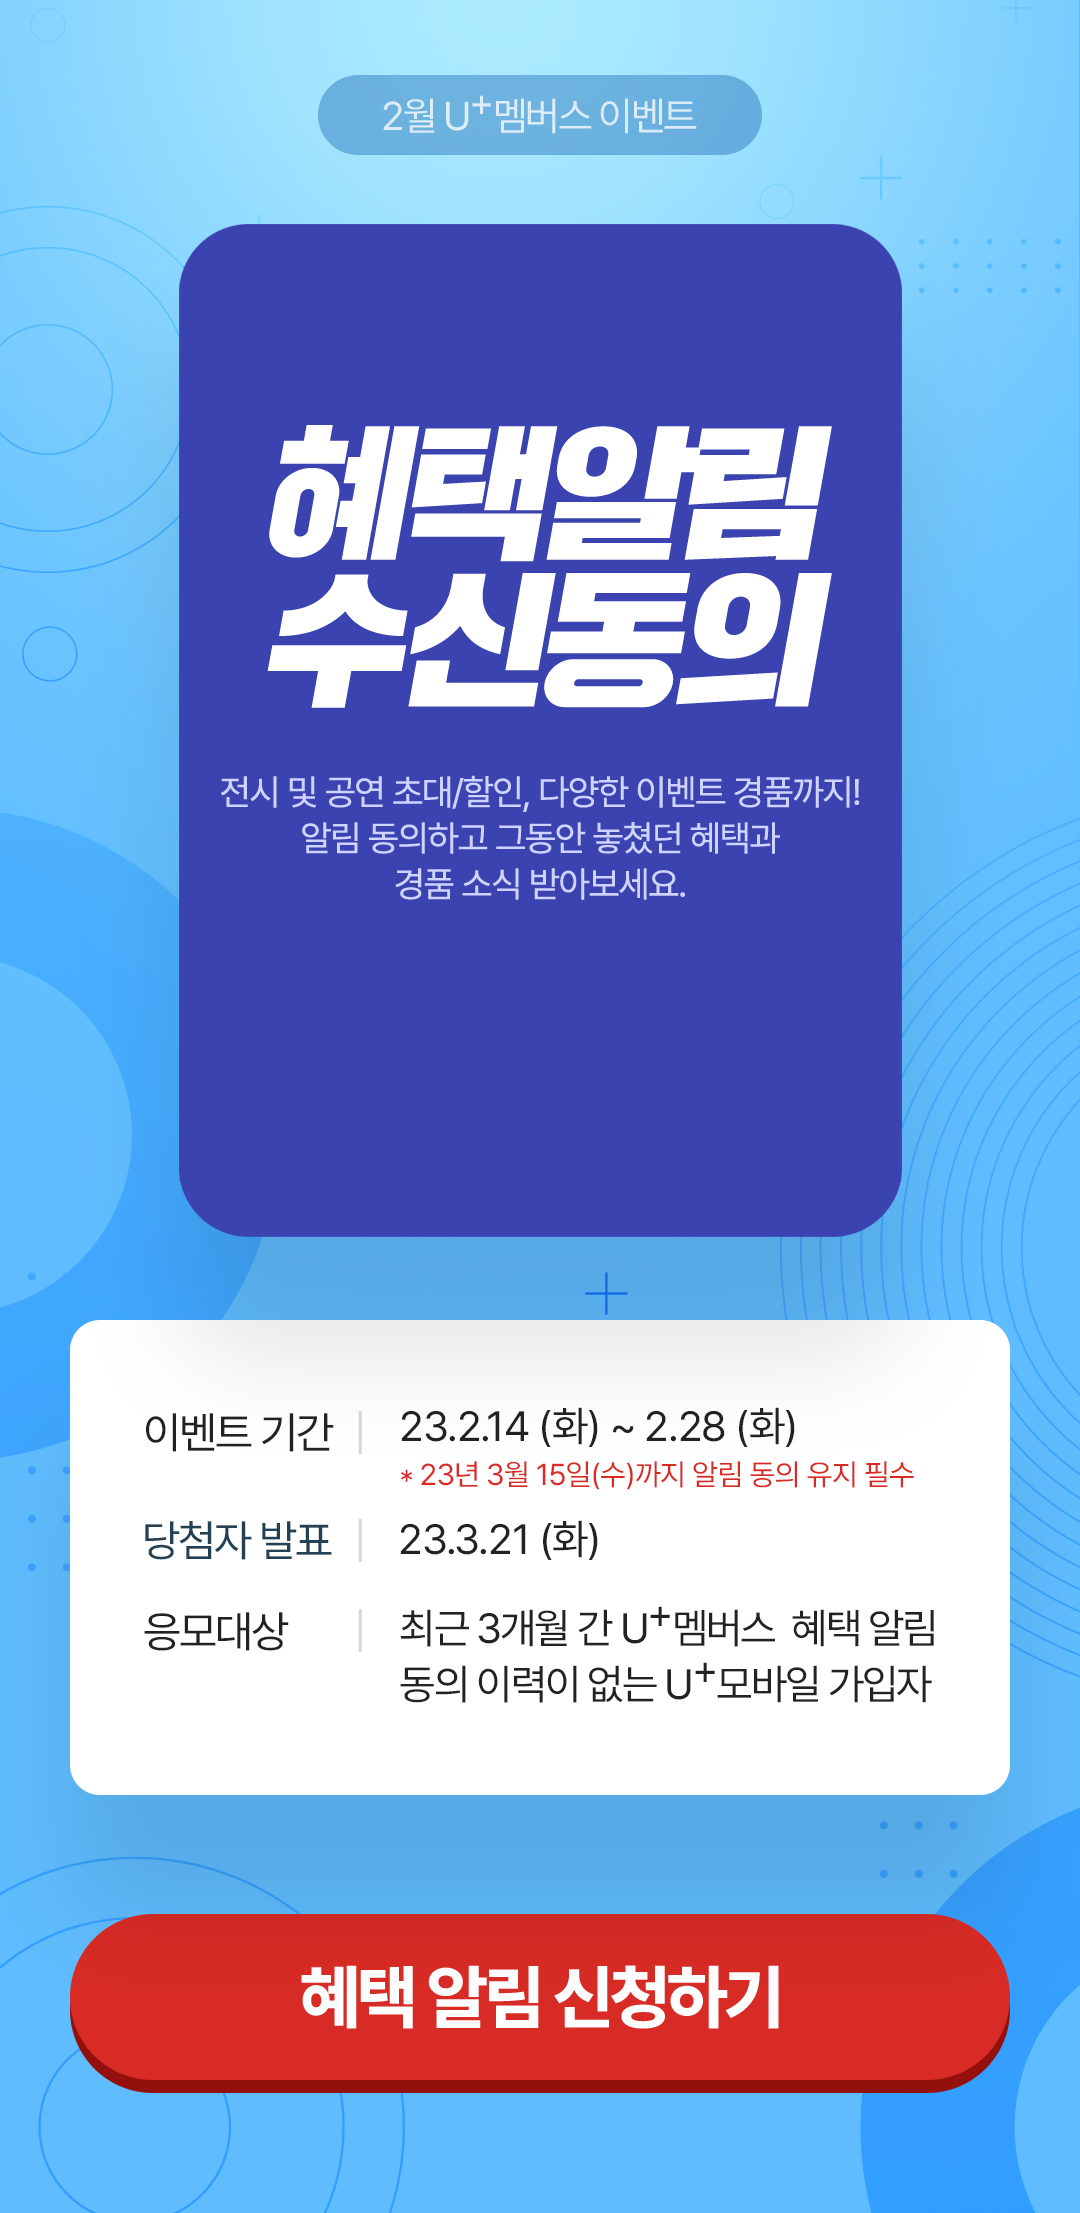 2월 U+멤버스 이벤트
혜택알림
수신동의
전시 및 공연 초대/할인, 다양한 이벤트 경품까지!
알림 동의하고 그동안 놓쳤던 혜택과
경품 소식 받아보세요.
이벤트 기간 | 23.2.14 (화) ~ 2.28 (화)
* 23년 3월 15일(수)까지 알림 동의 유지 필수
당첨자 발표 | 23.3.21 (화)
응모대상 | 최근 3개월 간 U+멤버스 혜택 알림
동의 이력이 없는 U+모바일 가입자
혜택 알림 신청하기